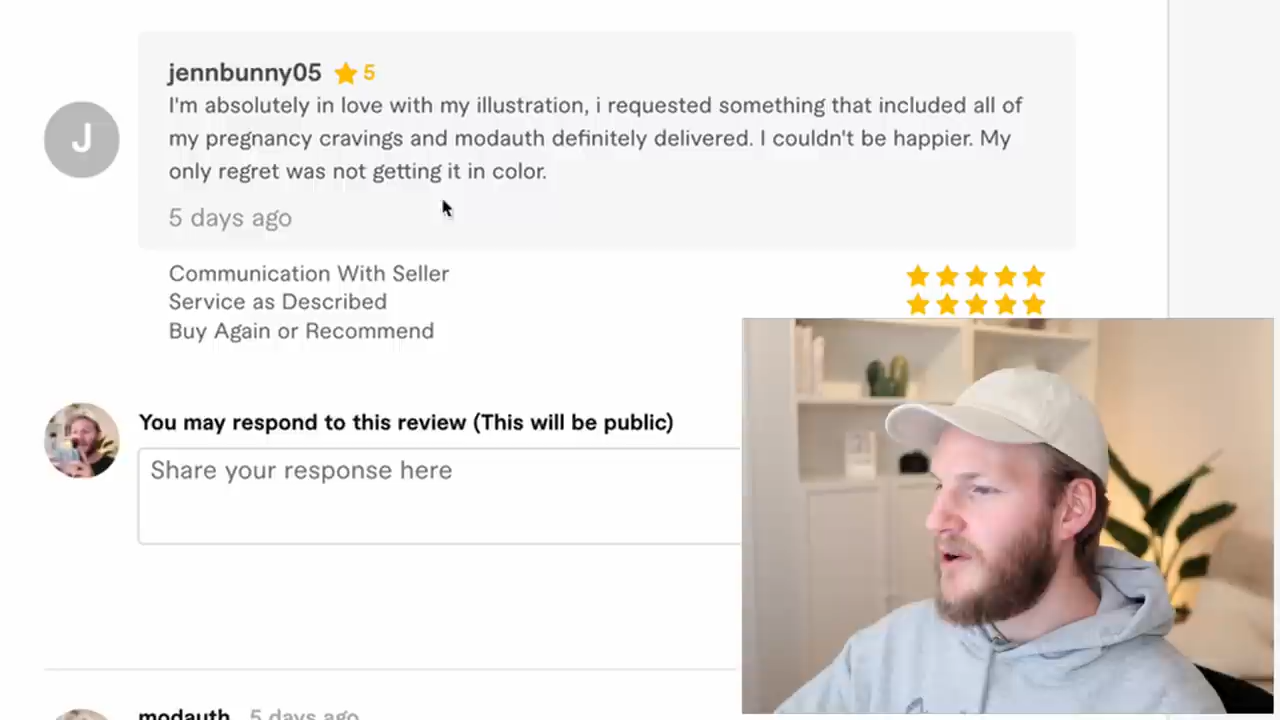 jennbunny05 5
I'm absolutely in love with my illustration, i requested something that included all of
J
my pregnancy cravings and modauth definitely delivered. I couldn't be happier. My
only regret was not getting it in color.
5 days ago
Communication With Seller
Service as Described
Buy Again or Recommend
You may respond to this review (This will be public)
Share your response here
modauth 5 days ago